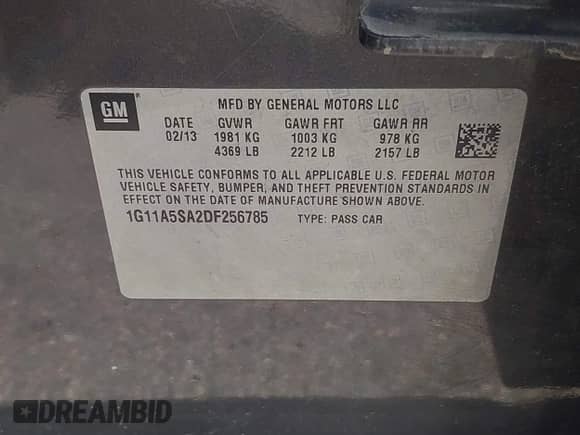 GM
MFD BY GENERAL MOTORS LLC
DATE GVWR GAWR FRT GAWR RR
02/13 1981 KG 1003 KG 978 KG
4369 LB 2212 LB 2157 LB
THIS VEHICLE CONFORMS TO ALL APPLICABLE U.S. FEDERAL MOTOR
VEHICLE SAFETY, BUMPER, AND THEFT PREVENTION STANDARDS IN
EFFECT ON THE DATE OF MANUFACTURE SHOWN ABOVE.
1G11A5SA2DF256785 TYPE: PASS CAR
DREAMBID